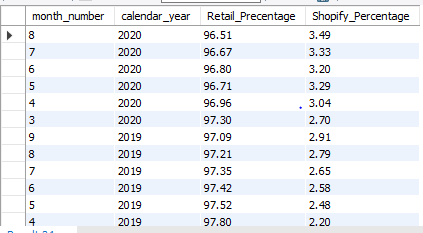 month_number calendar_year Retail_Precentage Shopify_Percentage
8 2020 96.51 3.49
7 2020 96.67 3.33
6 2020 96.80 3.20
5 2020 96.71 3.29
4 2020 96.96 3.04
3 2020 97.30 2.70
9 2019 97.09 2.91
8 2019 97.21 2.79
7 2019 97.35 2.65
6 2019 97.42 2.58
5 2019 97.52 2.48
4 2019 97.80 2.20